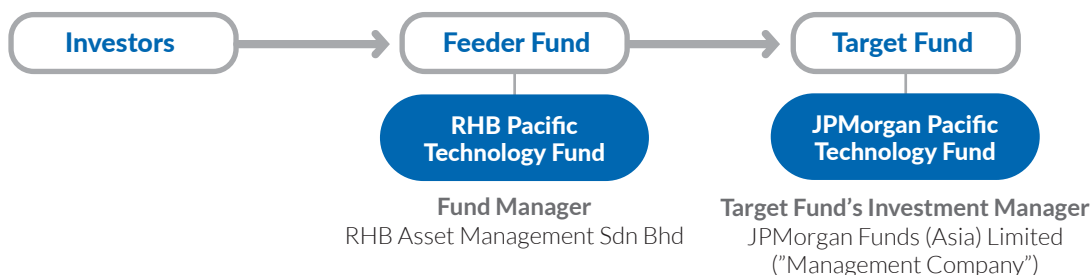 Investors
Feeder Fund
Target Fund
RHB Pacific
Technology Fund
JPMorgan Pacific
Technology Fund
Fund Manager
RHB Asset Management Sdn Bhd
Target Fund's Investment Manager
JPMorgan Funds (Asia) Limited
("Management Company")